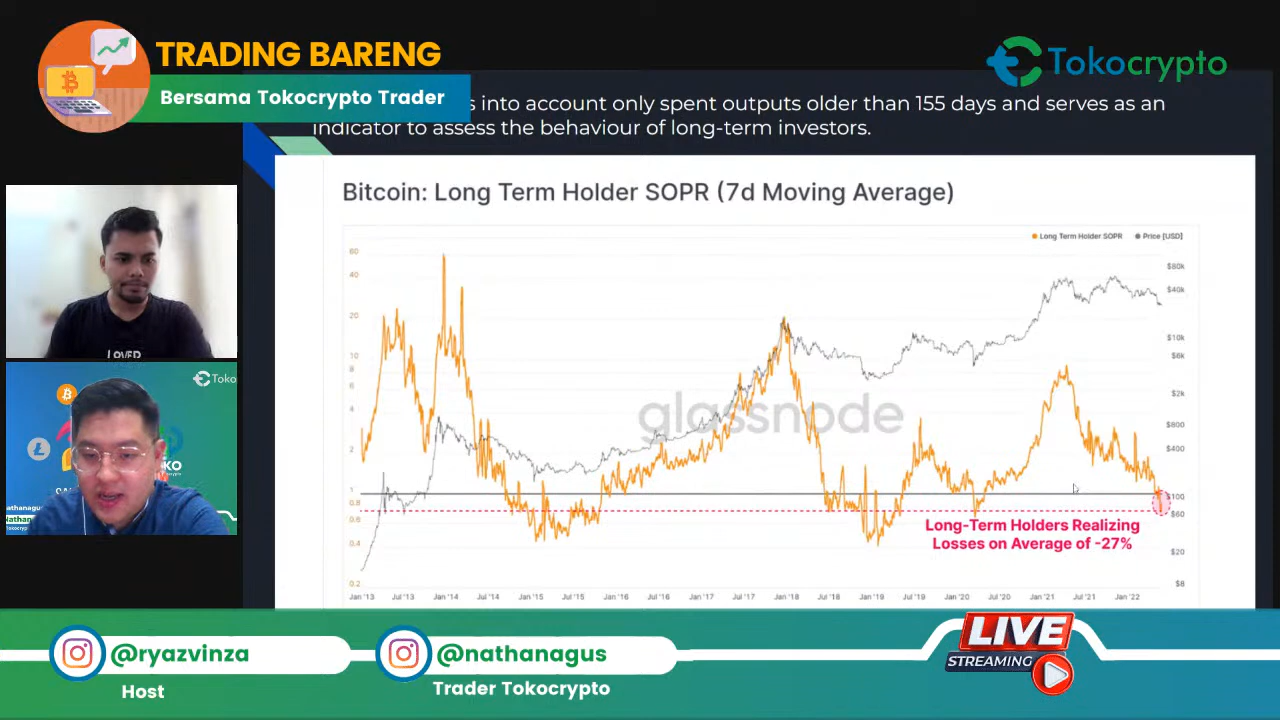 TRADING BARENG
Bersama Tokocrypto Trader
Tokocrypto
into account only spent outputs older than 155 days and serves as an
indicator to assess the behaviour of long-term investors.
Bitcoin: Long Term Holder SOPR (7d Moving Average)
Long Term Holder SOPR Price [USD]
60
40
20
10
8
6
4
2
1
0.8
0.6
0.4
0.2
$80k
$40k
$10k
$6k
$2k
$800
$400
$100
$60
$20
$8
glassnode
Long-Term Holders Realizing
Losses on Average of -27%
Jan '13 Jul '13 Jan '14 Jul '14 Jan '15 Jul '15 Jan '16 Jul '16 Jan '17 Jul '17 Jan '18 Jul '18 Jan '19 Jul '19 Jan '20 Jul '20 Jan '21 Jul '21 Jan '22
LOVED
Toko
@ryazvinza
Host
@nathanagus
Trader Tokocrypto
LIVE
STREAMING